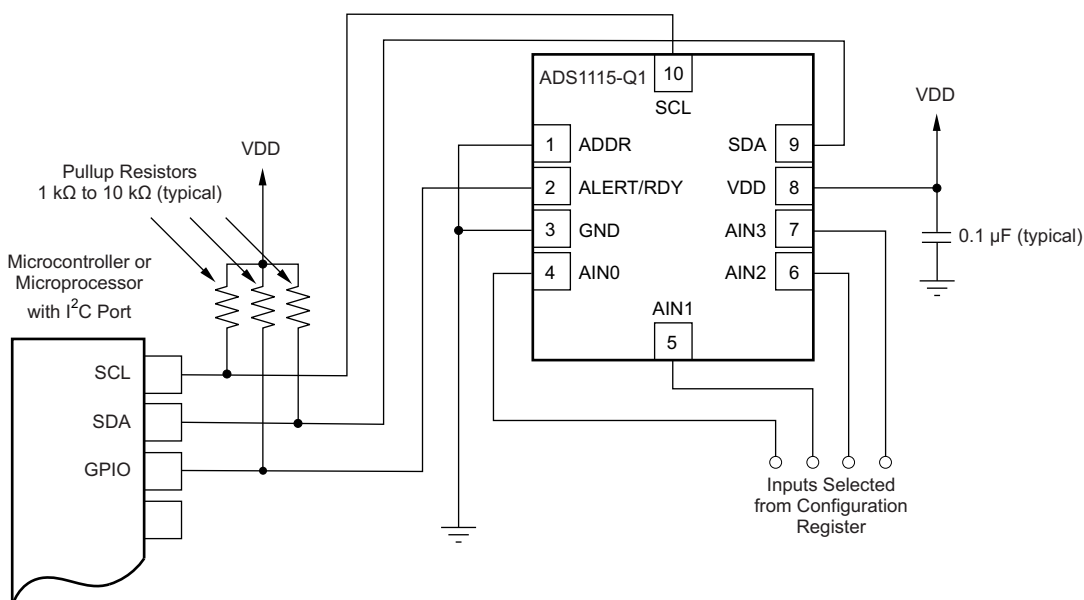 ADS1115-Q1
10
SCL
VDD
1 ADDR
SDA 9
2 ALERT/RDY
VDD 8
3 GND
AIN3 7
4 AIN0
AIN2 6
AIN1
5
0.1 µF (typical)
VDD
Pullup Resistors
1 kΩ to 10 kΩ (typical)
Microcontroller or
Microprocessor
with I²C Port
SCL
SDA
GPIO
Inputs Selected
from Configuration
Register